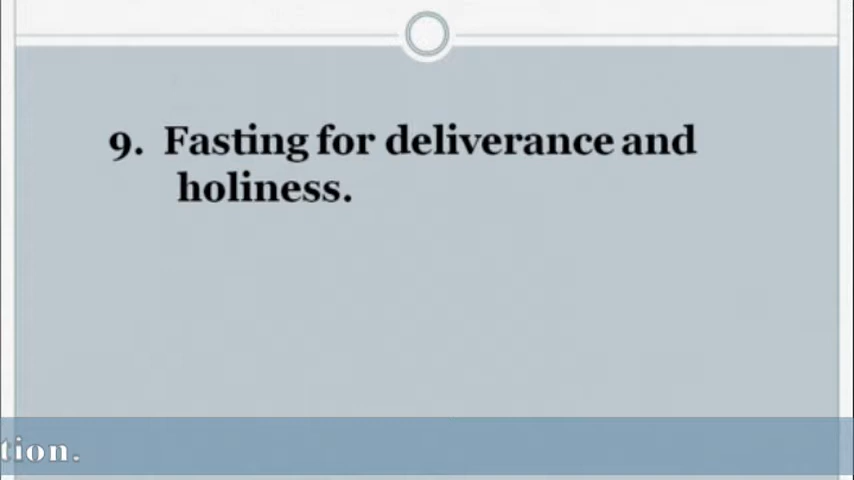 9. Fasting for deliverance and
holiness.
tion.